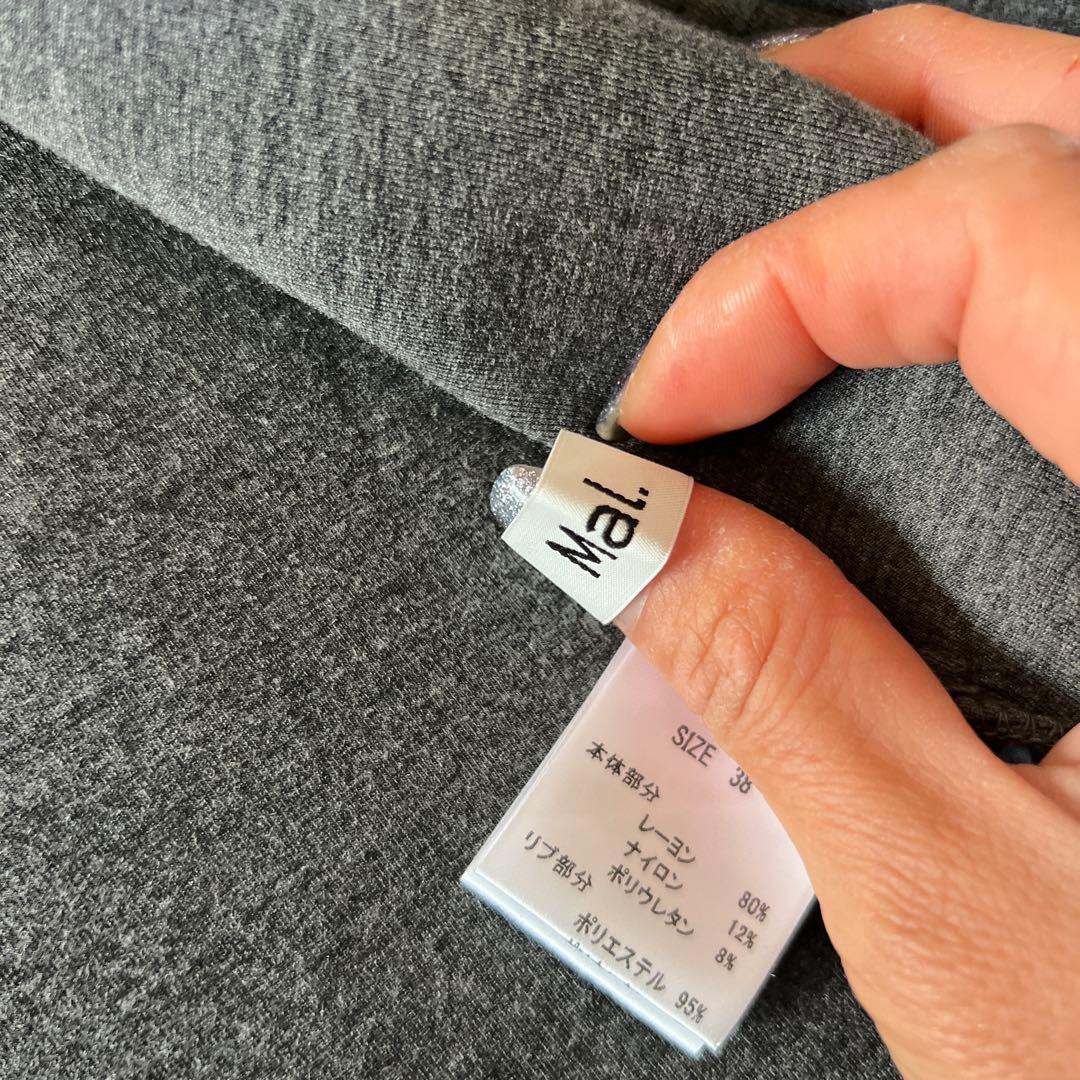 Mal.
SIZE 38
本体部分
レーヨン 80%
ナイロン 12%
ポリウレタン 8%
リブ部分
ポリエステル 95%